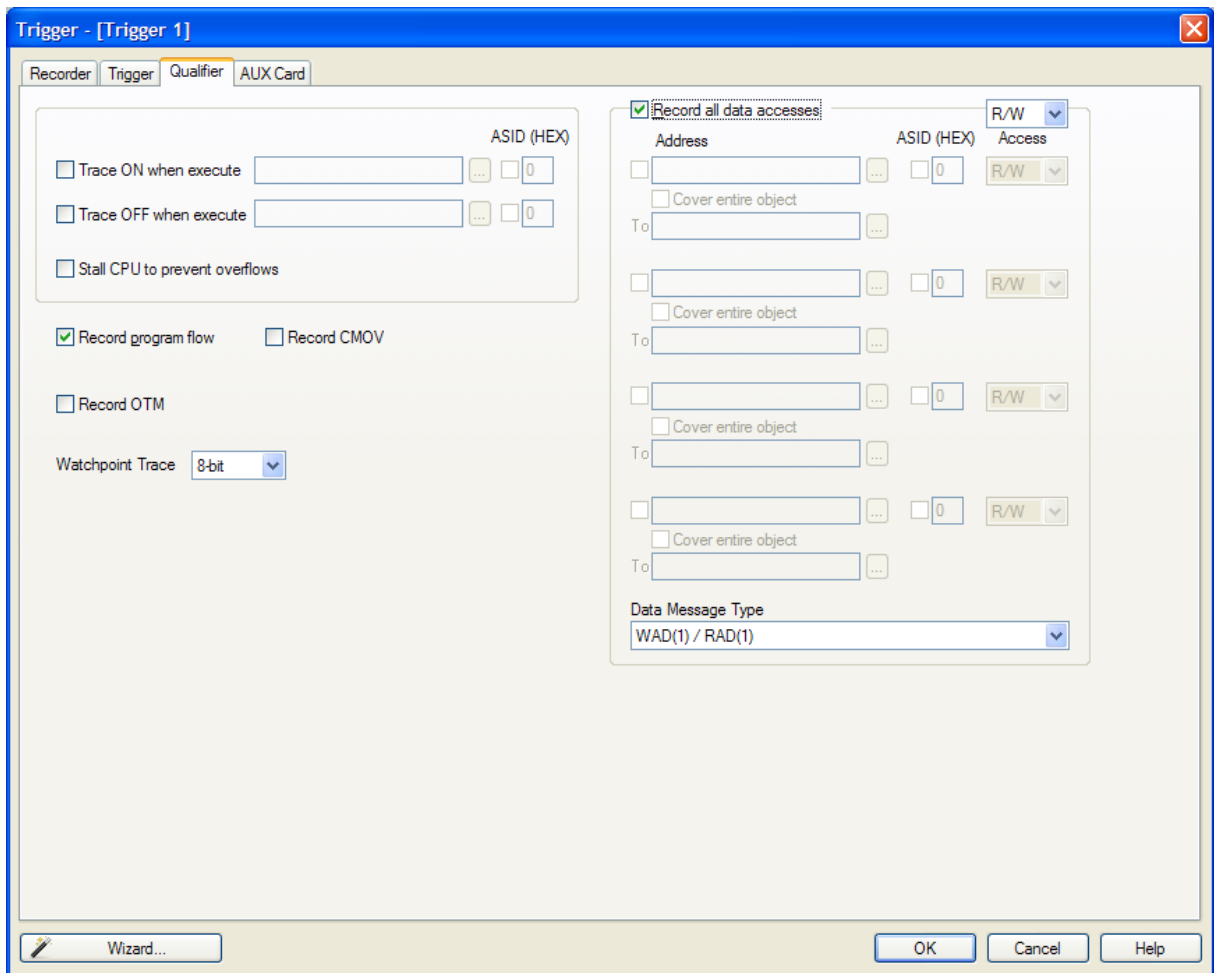 Trigger - [Trigger 1]
Recorder Trigger Qualifier AUX Card
ASID (HEX)
Trace ON when execute ... 0
Trace OFF when execute ... 0
Stall CPU to prevent overflows
Record program flow Record CMOV
Record OTM
Watchpoint Trace 8-bit
Record all data accesses R/W
Address ASID (HEX) Access
... 0 R/W
Cover entire object
To ...
... 0 R/W
Cover entire object
To ...
... 0 R/W
Cover entire object
To ...
... 0 R/W
Cover entire object
To ...
Data Message Type
WAD(1) / RAD(1)
Wizard... OK Cancel Help